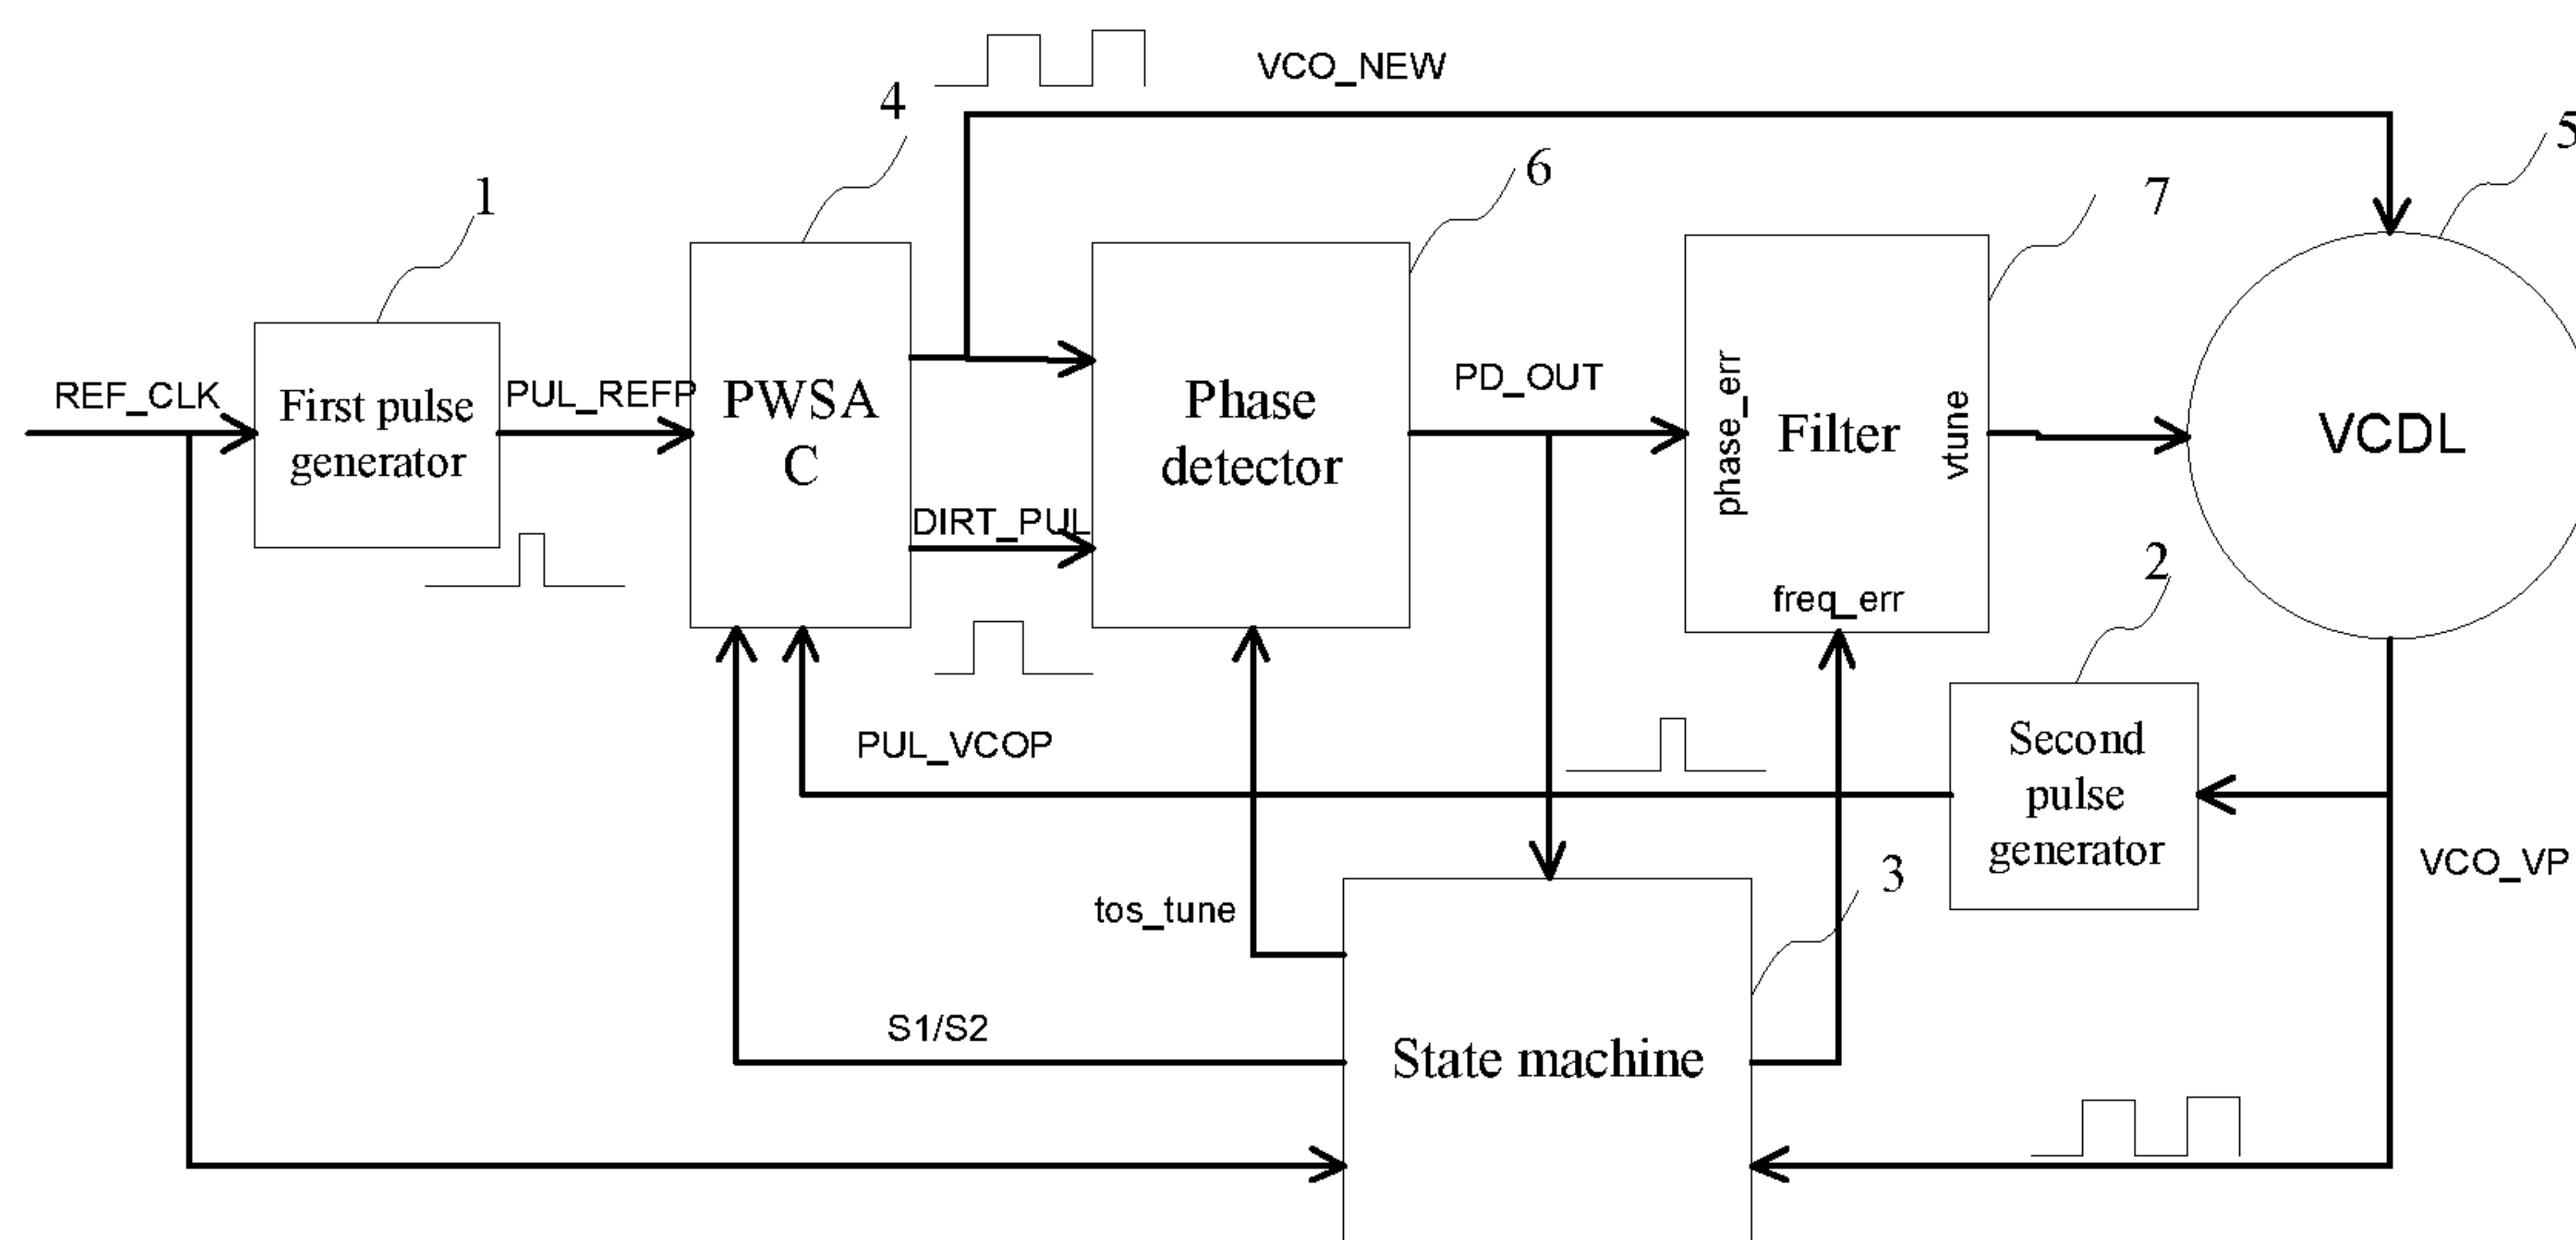 VCO_NEW
4
5
6
1
7
REF_CLK
First pulse
generator
PUL_REFP
PWSA
C
DIRT_PUL
Phase
detector
PD_OUT
phase_err
Filter
vtune
freq_err
VCDL
2
Second
pulse
generator
PUL_VCOP
VCO_VP
3
tos_tune
S1/S2
State machine